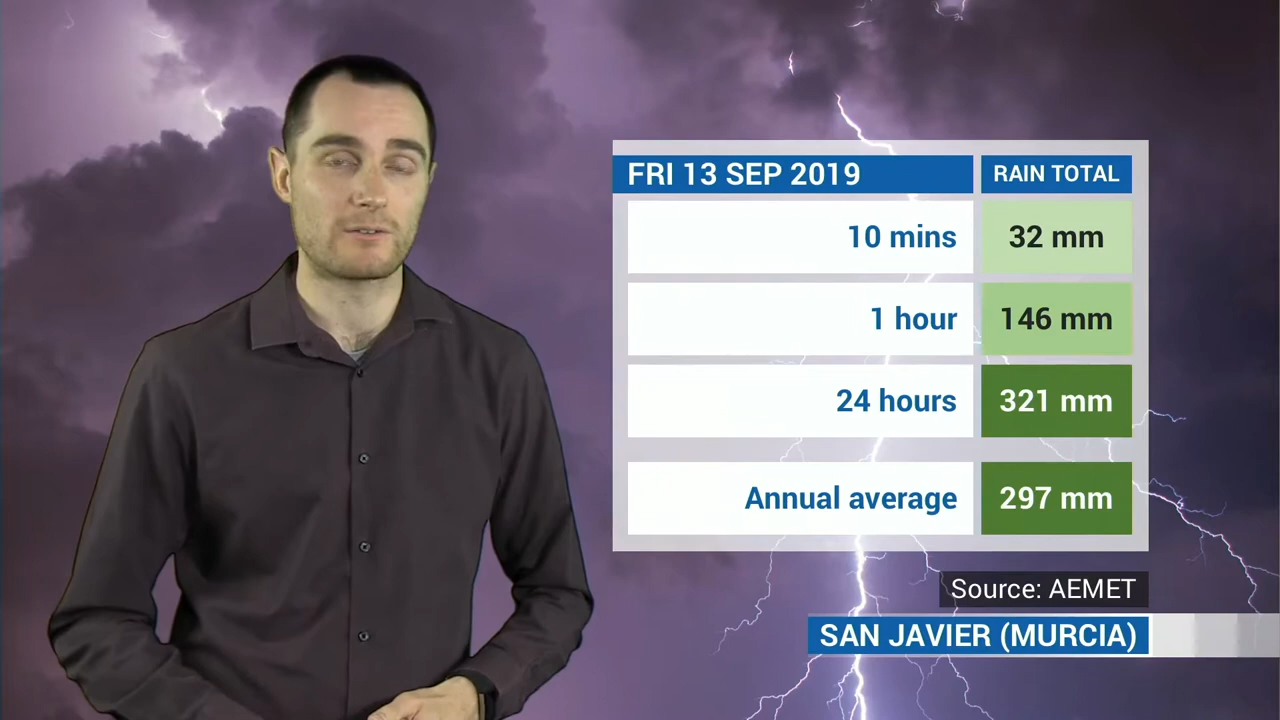 FRI 13 SEP 2019 RAIN TOTAL
10 mins 32 mm
1 hour 146 mm
24 hours 321 mm
Annual average 297 mm
Source: AEMET
SAN JAVIER (MURCIA)